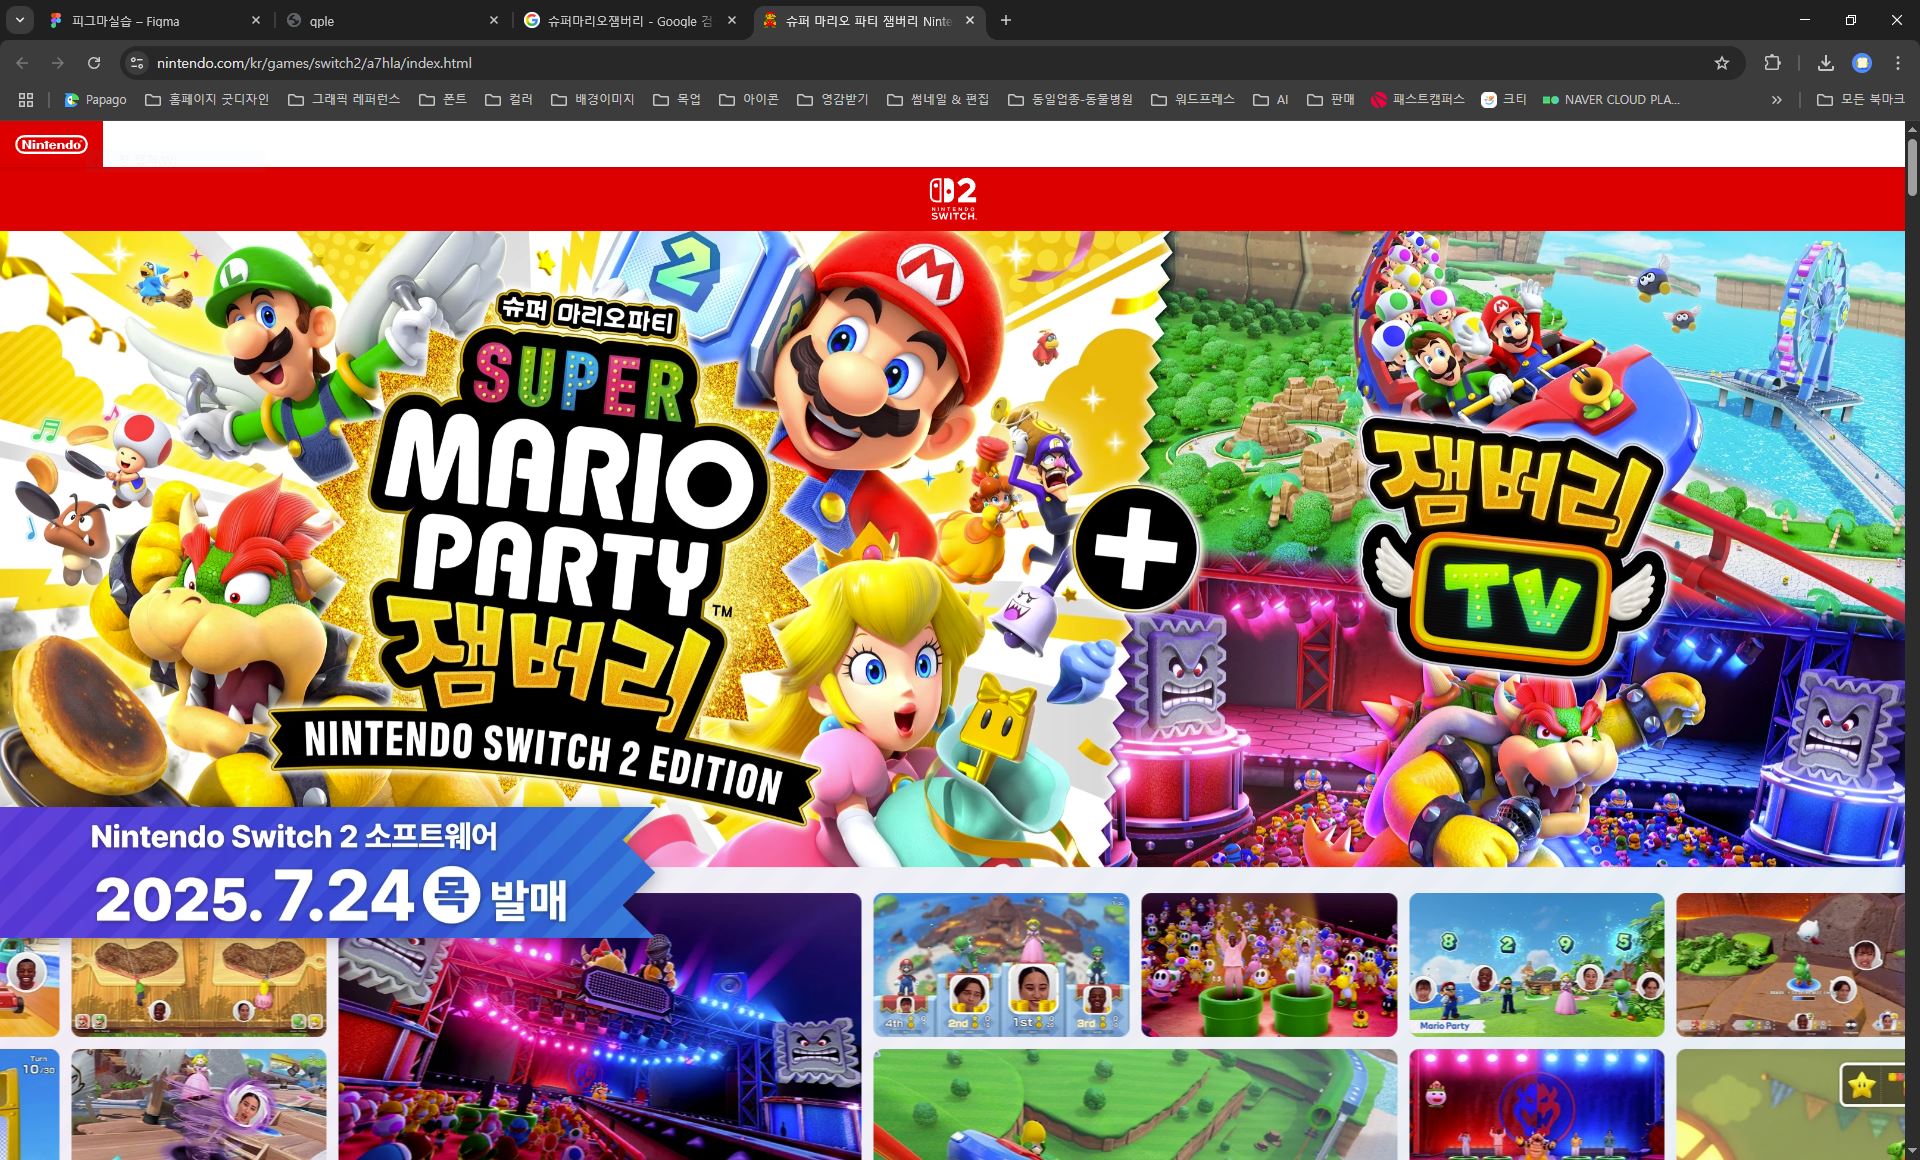 피그마실습 – Figma
qple
슈퍼마리오잼버리 - Google 검
슈퍼 마리오 파티 잼버리 Ninte
nintendo.com/kr/games/switch2/a7hla/index.html
Papago
홈페이지 굿디자인
그래픽 레퍼런스
폰트
컬러
배경이미지
목업
아이콘
영감받기
썸네일 & 편집
동일업종-동물병원
워드프레스
AI
판매
패스트캠퍼스
크티
NAVER CLOUD PLA...
모든 북마크
Nintendo
2
NINTENDO
SWITCH
L
2
M
슈퍼 마리오파티
SUPER
MARIO
PARTY
TM
잼버리
NINTENDO SWITCH 2 EDITION
잼버리
TV
Nintendo Switch 2 소프트웨어
2025. 7.24 목 발매
4th
2nd
1st
3rd
8 2 9 5
Mario Party
Turn
10/30